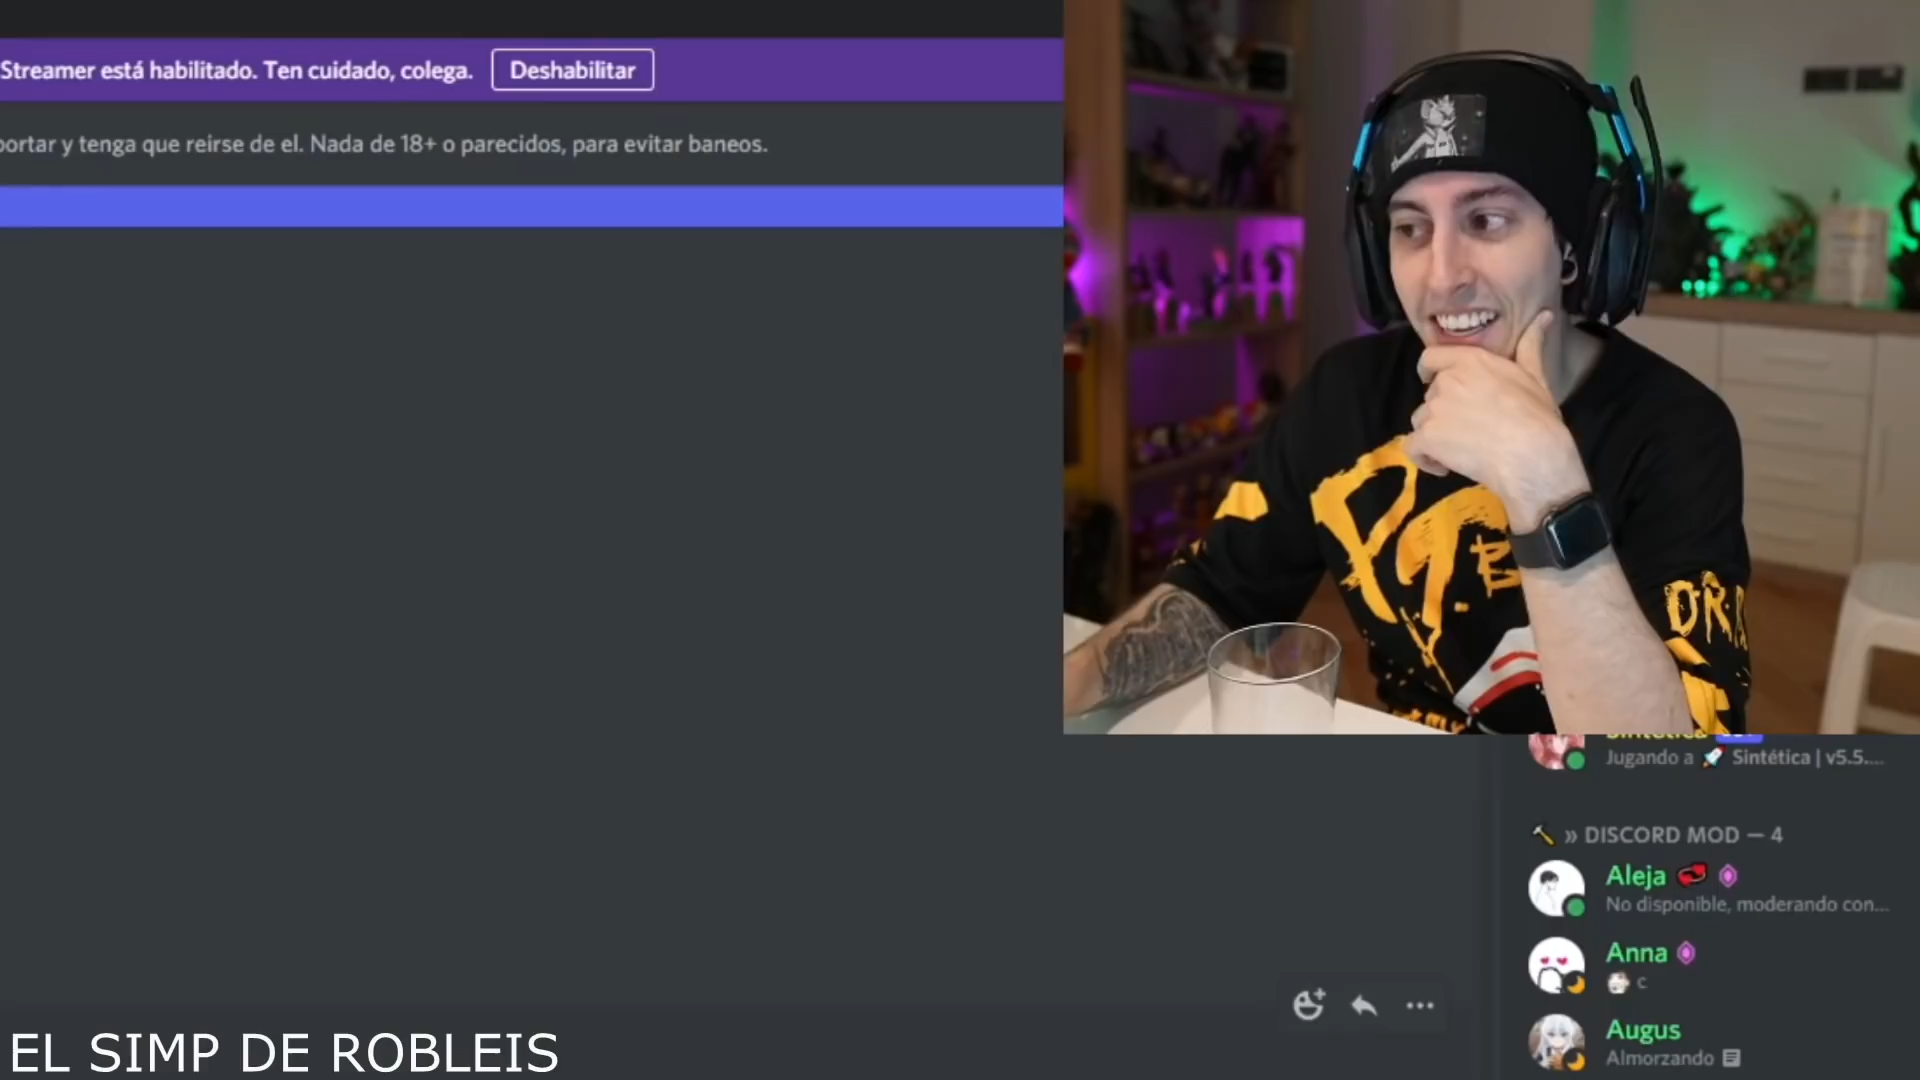 Streamer está habilitado. Ten cuidado, colega.
Deshabilitar
portar y tenga que reirse de el. Nada de 18+ o parecidos, para evitar baneos.
Sintética
Jugando a 🚀 Sintética | v5.5....
🔨 » DISCORD MOD — 4
Aleja
No disponible, moderando con...
Anna
c
Augus
Almorzando
EL SIMP DE ROBLEIS